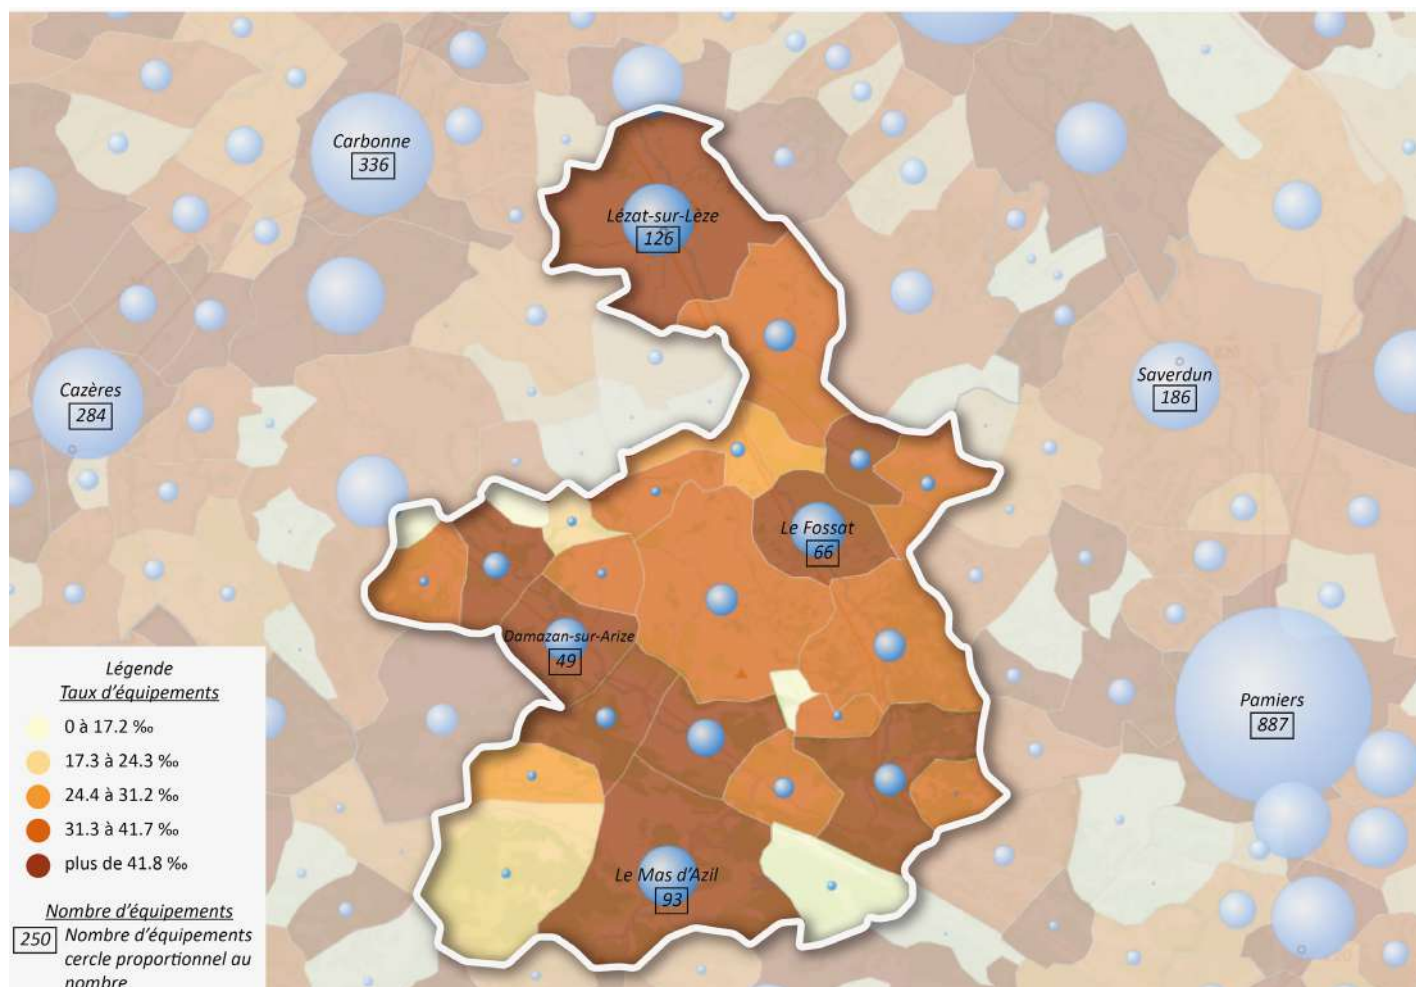 Carbonne
336
Lézat-sur-Lèze
126
Cazères
284
Saverdun
186
Le Fossat
66
Damazan-sur-Arize
49
Pamiers
887
Le Mas d'Azil
93
Légende
Taux d'équipements
0 à 17.2 ‰
17.3 à 24.3 ‰
24.4 à 31.2 ‰
31.3 à 41.7 ‰
plus de 41.8 ‰
Nombre d'équipements
250 Nombre d'équipements
cercle proportionnel au
nombre